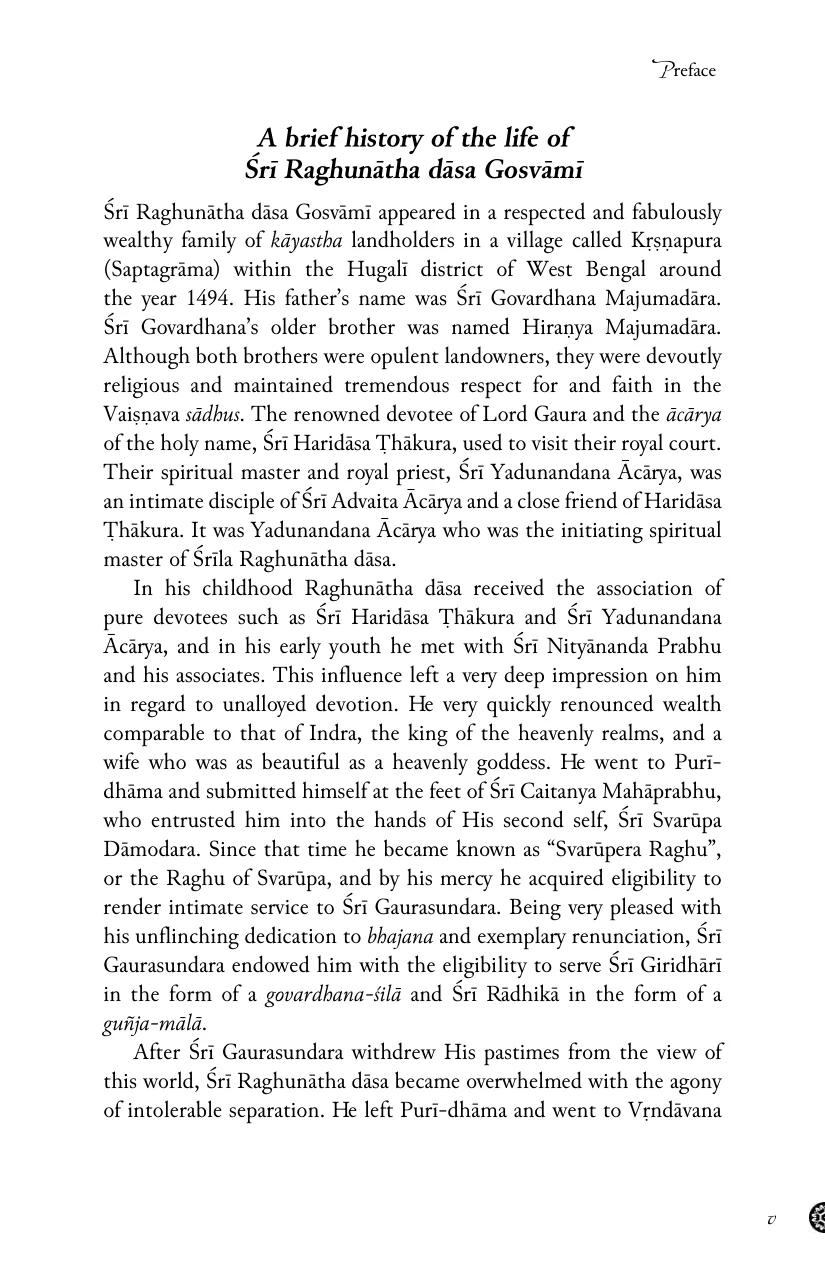 Preface
A brief history of the life of
Śrī Raghunātha dāsa Gosvāmī
Śrī Raghunātha dāsa Gosvāmī appeared in a respected and fabulously
wealthy family of kāyastha landholders in a village called Kṛṣṇapura
(Saptagrāma) within the Hugalī district of West Bengal around
the year 1494. His father’s name was Śrī Govardhana Majumadāra.
Śrī Govardhana’s older brother was named Hiraṇya Majumadāra.
Although both brothers were opulent landowners, they were devoutly
religious and maintained tremendous respect for and faith in the
Vaiṣṇava sādhus. The renowned devotee of Lord Gaura and the ācārya
of the holy name, Śrī Haridāsa Ṭhākura, used to visit their royal court.
Their spiritual master and royal priest, Śrī Yadunandana Ācārya, was
an intimate disciple of Śrī Advaita Ācārya and a close friend of Haridāsa
Ṭhākura. It was Yadunandana Ācārya who was the initiating spiritual
master of Śrīla Raghunātha dāsa.
In his childhood Raghunātha dāsa received the association of
pure devotees such as Śrī Haridāsa Ṭhākura and Śrī Yadunandana
Ācārya, and in his early youth he met with Śrī Nityānanda Prabhu
and his associates. This influence left a very deep impression on him
in regard to unalloyed devotion. He very quickly renounced wealth
comparable to that of Indra, the king of the heavenly realms, and a
wife who was as beautiful as a heavenly goddess. He went to Purī-
dhāma and submitted himself at the feet of Śrī Caitanya Mahāprabhu,
who entrusted him into the hands of His second self, Śrī Svarūpa
Dāmodara. Since that time he became known as “Svarūpera Raghu”,
or the Raghu of Svarūpa, and by his mercy he acquired eligibility to
render intimate service to Śrī Gaurasundara. Being very pleased with
his unflinching dedication to bhajana and exemplary renunciation, Śrī
Gaurasundara endowed him with the eligibility to serve Śrī Giridhārī
in the form of a govardhana-śilā and Śrī Rādhikā in the form of a
guñja-mālā.
After Śrī Gaurasundara withdrew His pastimes from the view of
this world, Śrī Raghunātha dāsa became overwhelmed with the agony
of intolerable separation. He left Purī-dhāma and went to Vṛndāvana
v